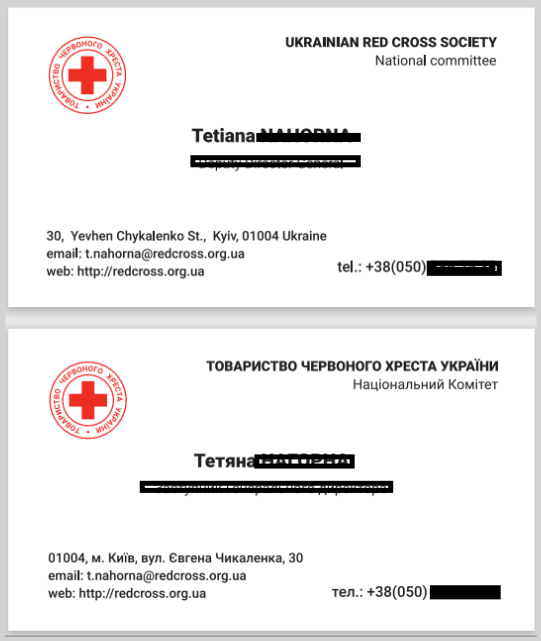 ТОВАРИСТВО ЧЕРВОНОГО ХРЕСТА УКРАЇНИ •
UKRAINIAN RED CROSS SOCIETY
National committee
Tetiana
30, Yevhen Chykalenko St., Kyiv, 01004 Ukraine
email: t.nahorna@redcross.org.ua
web: http://redcross.org.ua
tel.: +38(050)
ТОВАРИСТВО ЧЕРВОНОГО ХРЕСТА УКРАЇНИ •
ТОВАРИСТВО ЧЕРВОНОГО ХРЕСТА УКРАЇНИ
Національний Комітет
Тетяна
01004, м. Київ, вул. Євгена Чикаленка, 30
email: t.nahorna@redcross.org.ua
web: http://redcross.org.ua
тел.: +38(050)